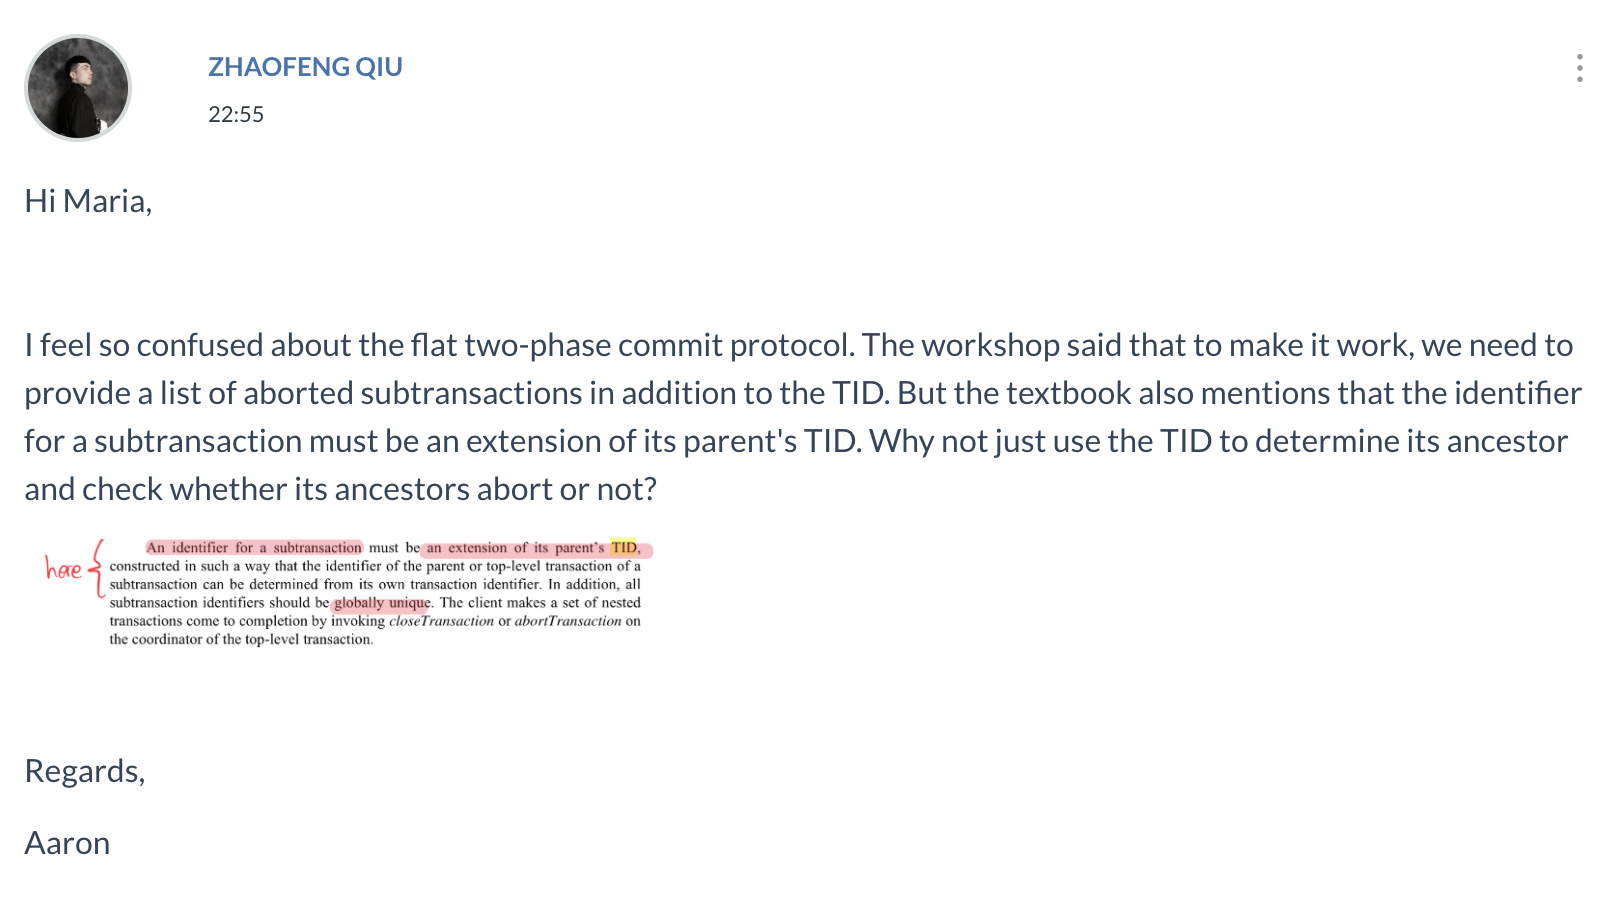 ZHAOFENG QIU
22:55
Hi Maria,
I feel so confused about the flat two-phase commit protocol. The workshop said that to make it work, we need to
provide a list of aborted subtransactions in addition to the TID. But the textbook also mentions that the identifier
for a subtransaction must be an extension of its parent's TID. Why not just use the TID to determine its ancestor
and check whether its ancestors abort or not?
here
An identifier for a subtransaction must be an extension of its parent's TID,
constructed in such a way that the identifier of the parent or top-level transaction of a
subtransaction can be determined from its own transaction identifier. In addition, all
subtransaction identifiers should be globally unique. The client makes a set of nested
transactions come to completion by invoking closeTransaction or abortTransaction on
the coordinator of the top-level transaction.
Regards,
Aaron